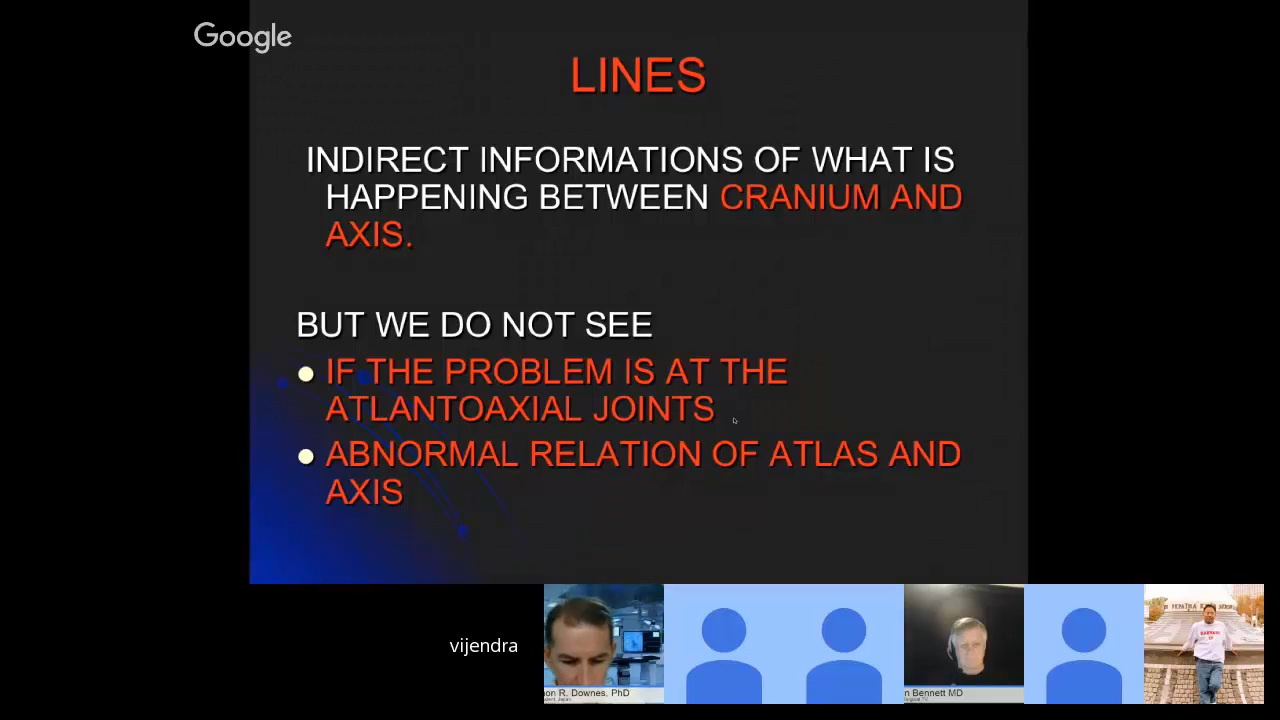 Google
LINES
INDIRECT INFORMATIONS OF WHAT IS
HAPPENING BETWEEN CRANIUM AND
AXIS.
BUT WE DO NOT SEE
IF THE PROBLEM IS AT THE
ATLANTOAXIAL JOINTS
ABNORMAL RELATION OF ATLAS AND
AXIS
vijendra
on R. Downes, PhD
n Bennett MD